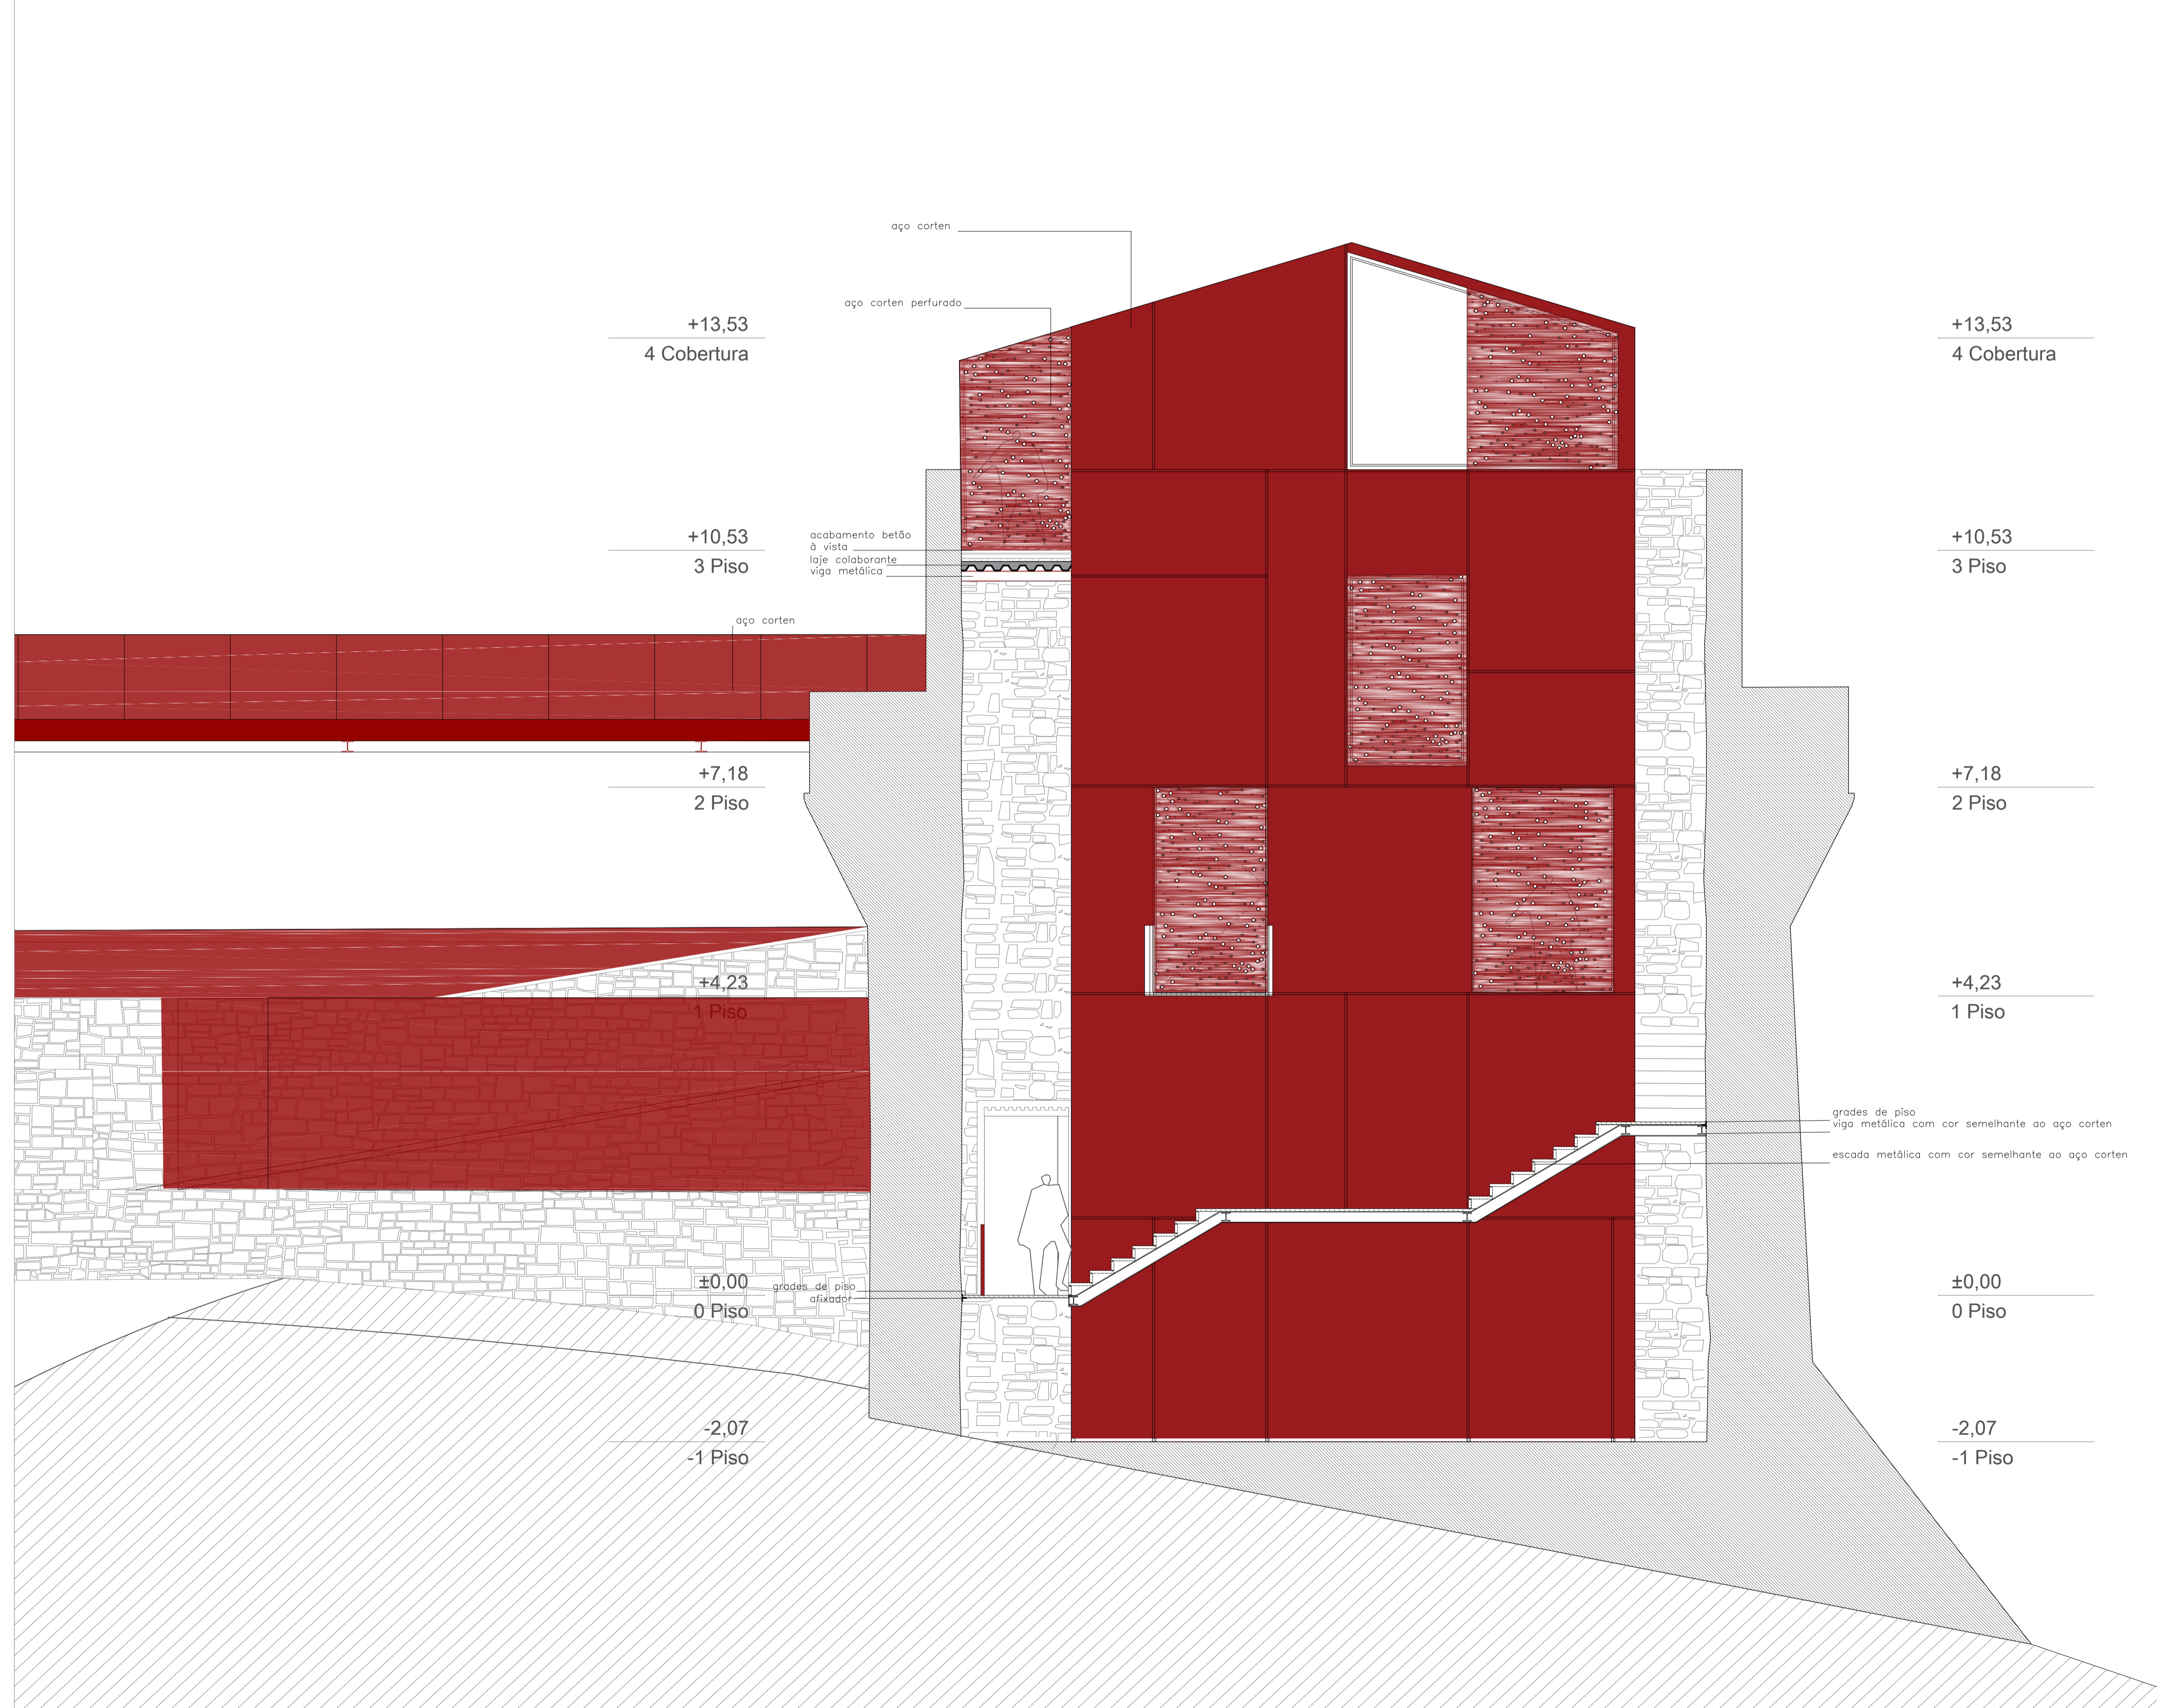 aço corten
aço corten perfurado
+13,53
4 Cobertura
+13,53
4 Cobertura
acabamento betão
à vista
laje colaborante
viga metálica
+10,53
3 Piso
+10,53
3 Piso
aço corten
+7,18
2 Piso
+7,18
2 Piso
+4,23
1 Piso
+4,23
1 Piso
grades de piso
viga metálica com cor semelhante ao aço corten
escada metálica com cor semelhante ao aço corten
±0,00
0 Piso
grades de piso
afixador
±0,00
0 Piso
-2,07
-1 Piso
-2,07
-1 Piso